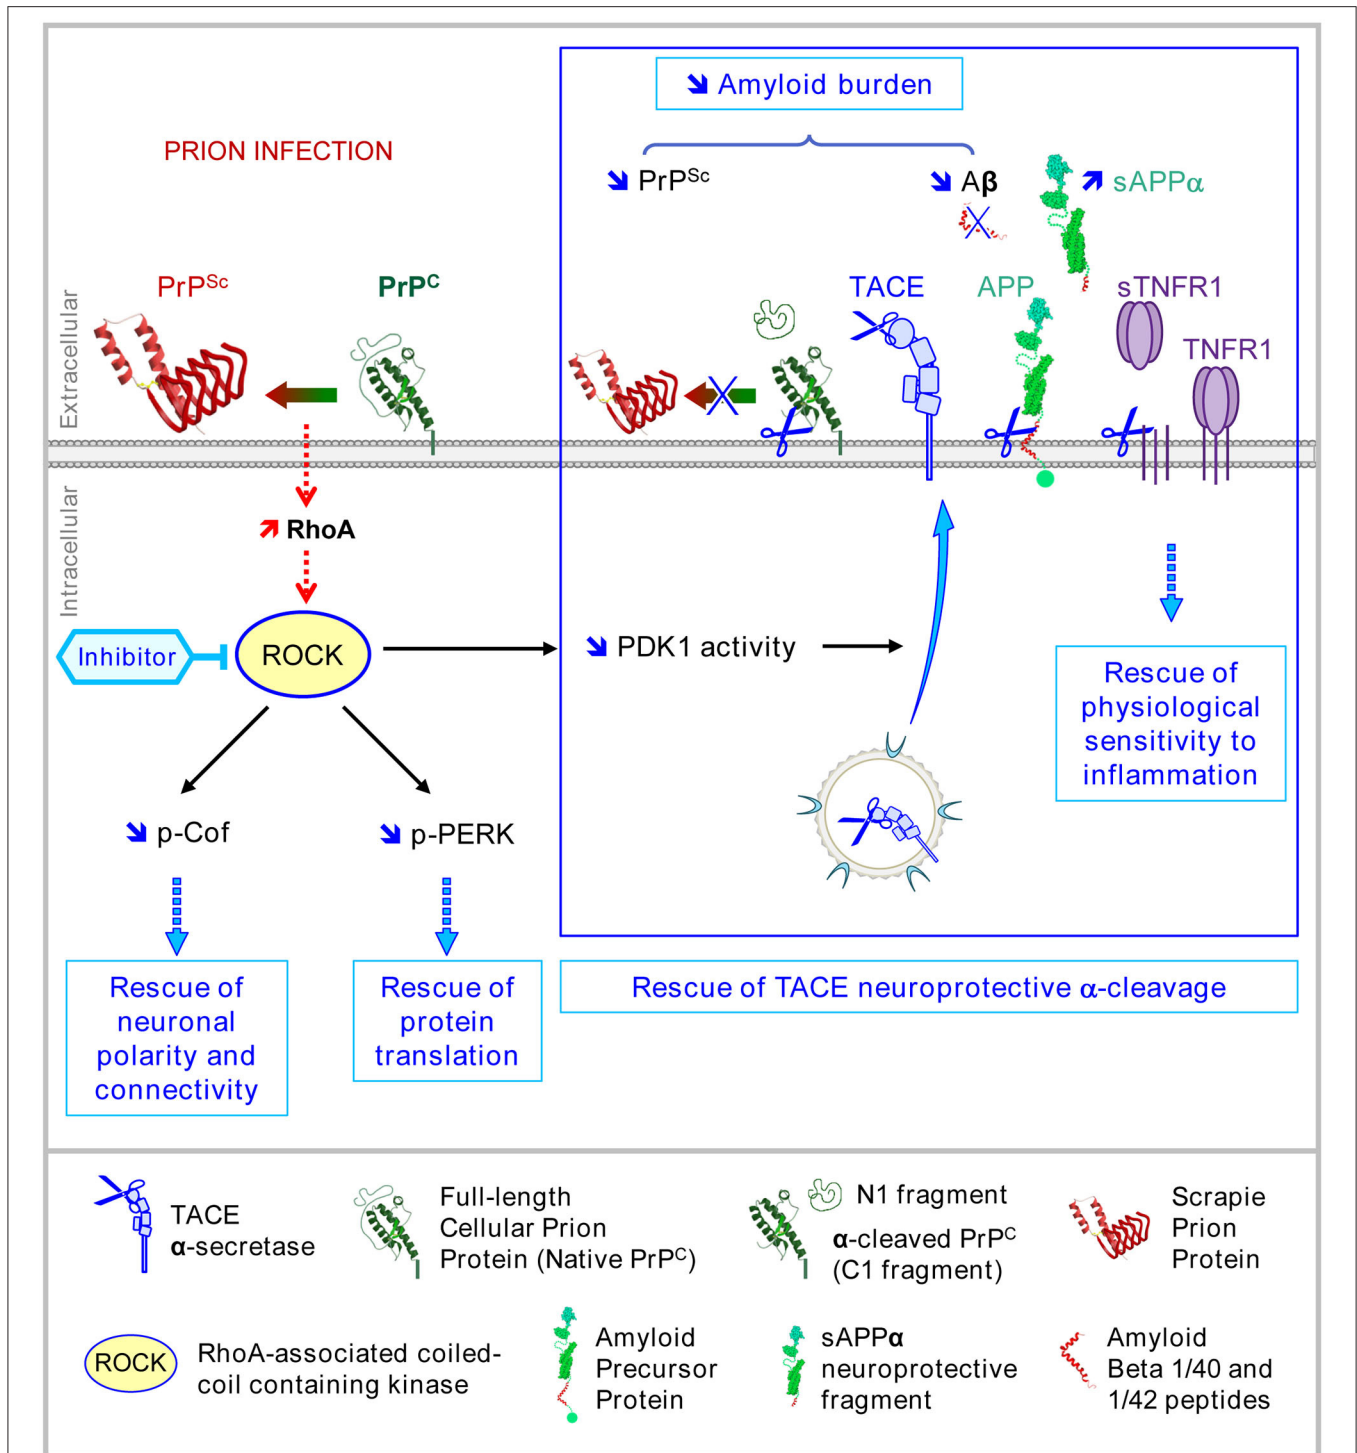 Amyloid burden
PRION INFECTION
PrPSc
Aβ
sAPPα
PrPSc
PrPC
TACE
APP
sTNFR1
TNFR1
Extracellular
Intracellular
RhoA
Inhibitor
ROCK
PDK1 activity
Rescue of
physiological
sensitivity to
inflammation
p-Cof
p-PERK
Rescue of
neuronal
polarity and
connectivity
Rescue of
protein
translation
Rescue of TACE neuroprotective α-cleavage
TACE
α-secretase
Full-length
Cellular Prion
Protein (Native PrPC)
N1 fragment
α-cleaved PrPC
(C1 fragment)
Scrapie
Prion
Protein
ROCK
RhoA-associated coiled-
coil containing kinase
Amyloid
Precursor
Protein
sAPPα
neuroprotective
fragment
Amyloid
Beta 1/40 and
1/42 peptides